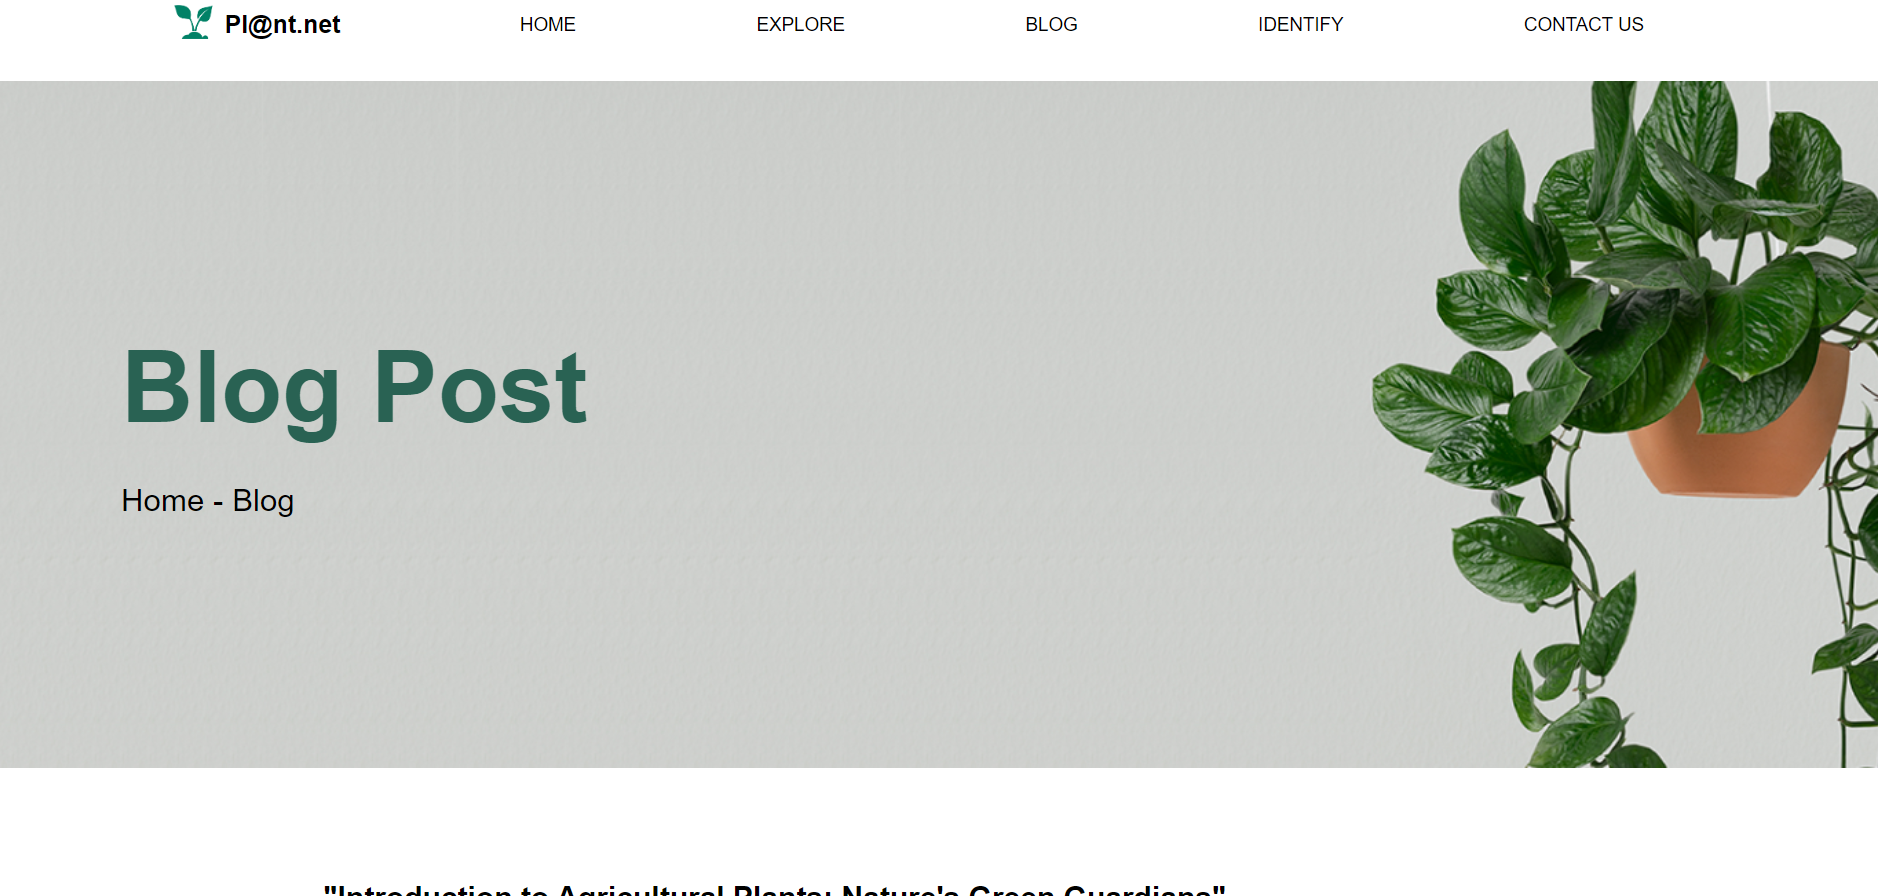 Pl@nt.net HOME EXPLORE BLOG IDENTIFY CONTACT US
Blog Post
Home - Blog
"Introduction to Agricultural Plants: Nature's Green Guardians"